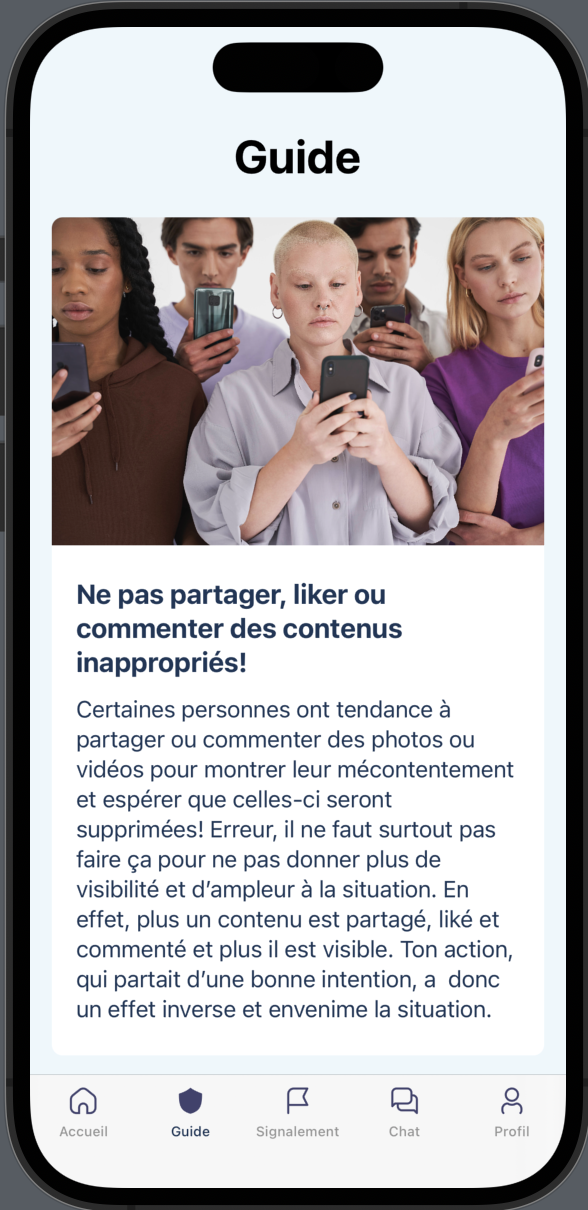 Guide
Ne pas partager, liker ou
commenter des contenus
inappropriés!
Certaines personnes ont tendance à
partager ou commenter des photos ou
vidéos pour montrer leur mécontentement
et espérer que celles-ci seront
supprimées! Erreur, il ne faut surtout pas
faire ça pour ne pas donner plus de
visibilité et d’ampleur à la situation. En
effet, plus un contenu est partagé, liké et
commenté et plus il est visible. Ton action,
qui partait d’une bonne intention, a  donc
un effet inverse et envenime la situation.
Accueil Guide Signalement Chat Profil